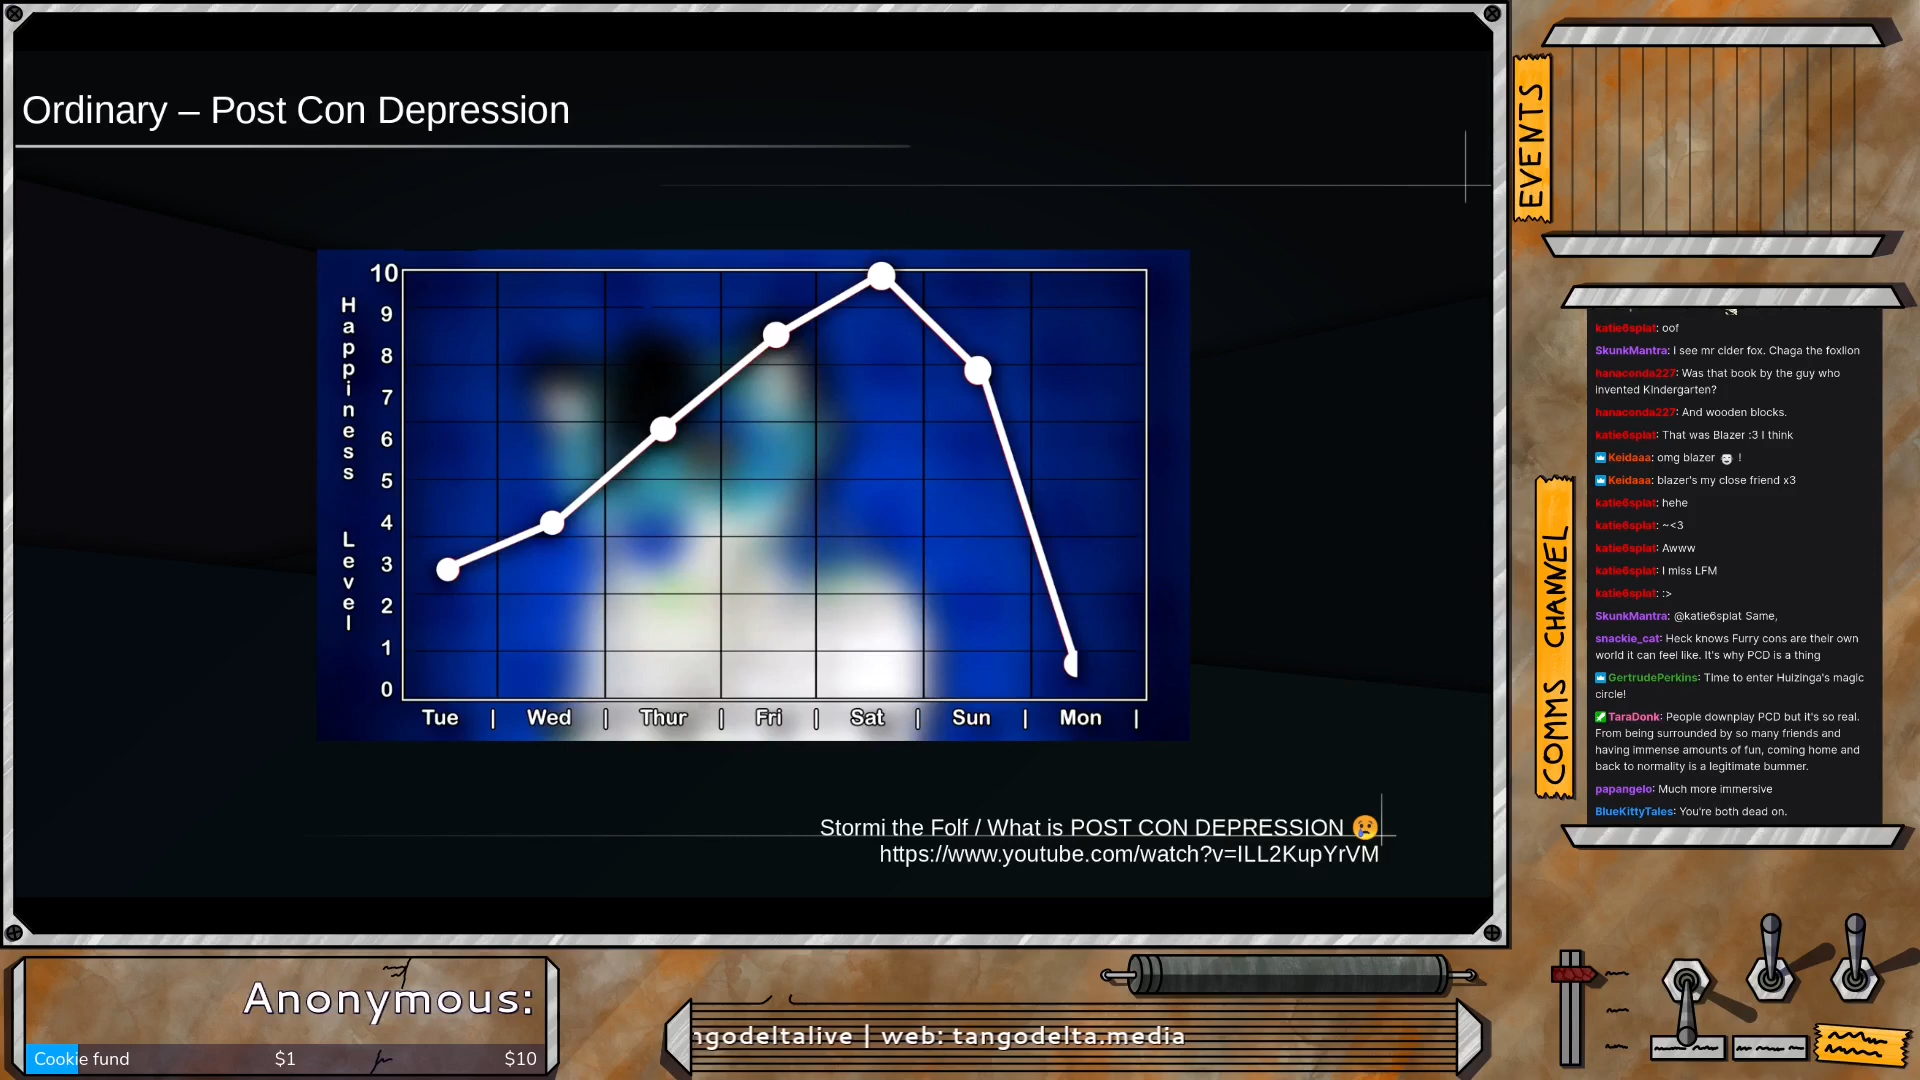 Ordinary – Post Con Depression
Happiness Level
10
9
8
7
6
5
4
3
2
1
0
Tue | Wed | Thur | Fri | Sat | Sun | Mon |
Stormi the Folf / What is POST CON DEPRESSION 😢
https://www.youtube.com/watch?v=ILL2KupYrVM
EVENTS
COMMS CHANNEL
katie6splat: oof
SkunkMantra: I see mr cider fox. Chaga the foxlion
hanaconda227: Was that book by the guy who
invented Kindergarten?
hanaconda227: And wooden blocks.
katie6splat: That was Blazer :3 I think
Keidaaa: omg blazer !
Keidaaa: blazer's my close friend x3
katie6splat: hehe
katie6splat: ~<3
katie6splat: Awww
katie6splat: I miss LFM
katie6splat: :>
SkunkMantra: @katie6splat Same,
snackie_cat: Heck knows Furry cons are their own
world it can feel like. It's why PCD is a thing
GertrudePerkins: Time to enter Huizinga's magic
circle!
TaraDonk: People downplay PCD but it's so real.
From being surrounded by so many friends and
having immense amounts of fun, coming home and
back to normality is a legitimate bummer.
papangelo: Much more immersive
BlueKittyTales: You're both dead on.
Anonymous:
Cookie fund $1 $10
ngodeltalive | web: tangodelta.media